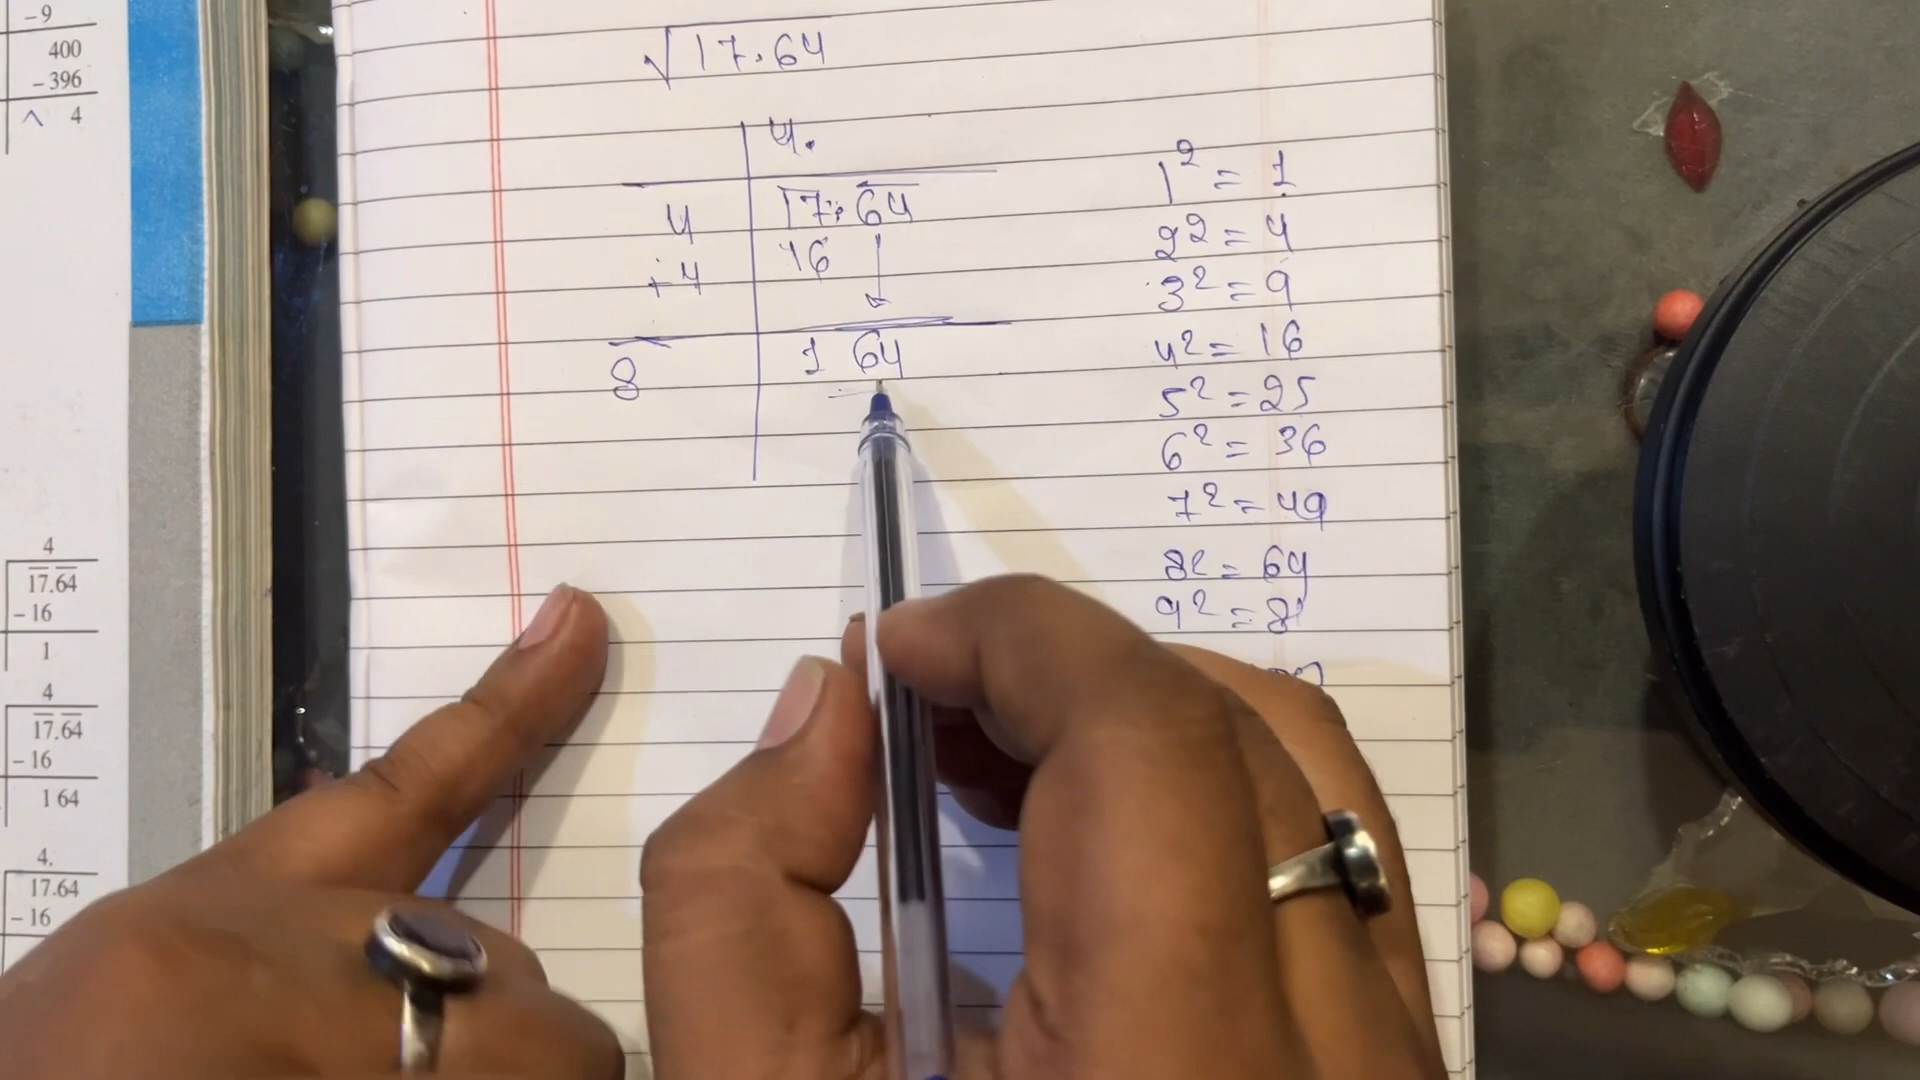 -9
400
- 396
4
4
17.64
- 16
1
4
17.64
- 16
1 64
4.
17.64
- 16
√17.64
4.
4 17.64
+4 16
8 1 64
1² = 1
2² = 4
3² = 9
4² = 16
5² = 25
6² = 36
7² = 49
8² = 64
9² = 81